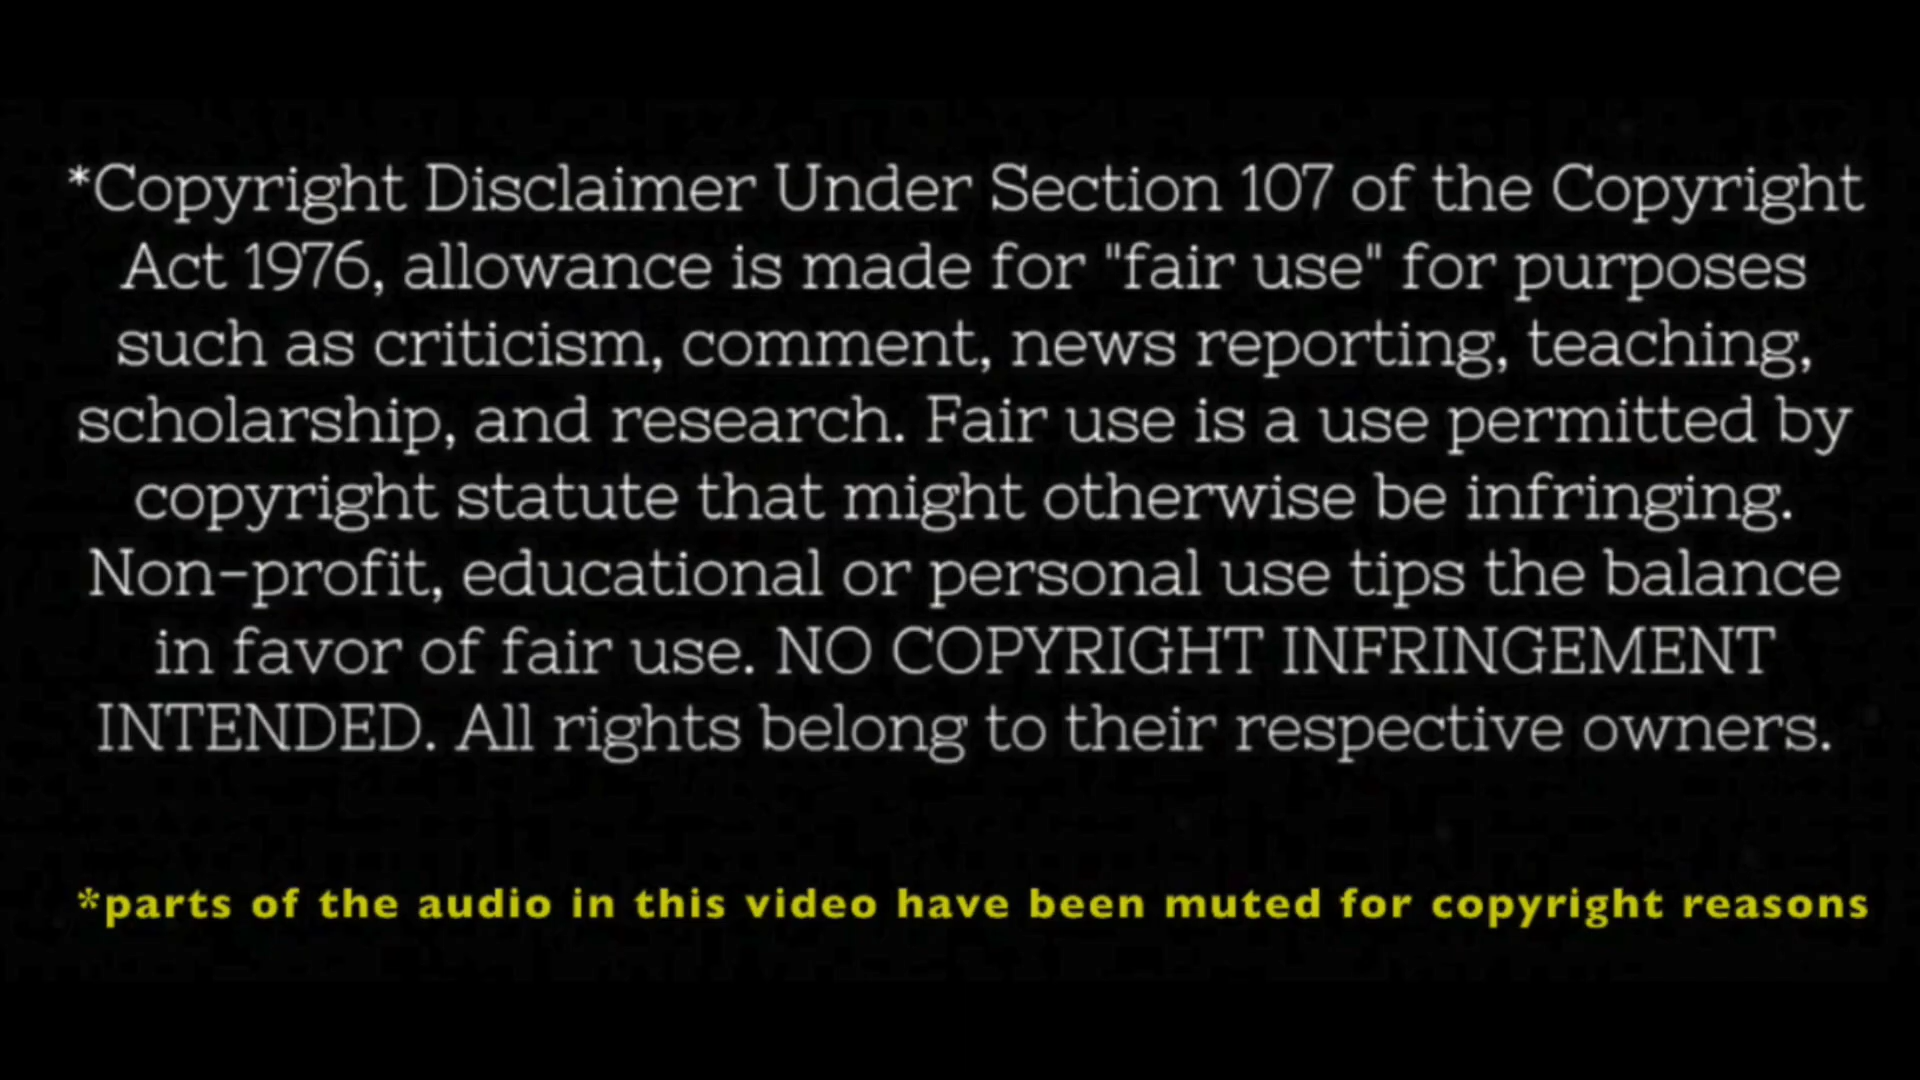 *Copyright Disclaimer Under Section 107 of the Copyright
Act 1976, allowance is made for "fair use" for purposes
such as criticism, comment, news reporting, teaching,
scholarship, and research. Fair use is a use permitted by
copyright statute that might otherwise be infringing.
Non-profit, educational or personal use tips the balance
in favor of fair use. NO COPYRIGHT INFRINGEMENT
INTENDED. All rights belong to their respective owners.
*parts of the audio in this video have been muted for copyright reasons